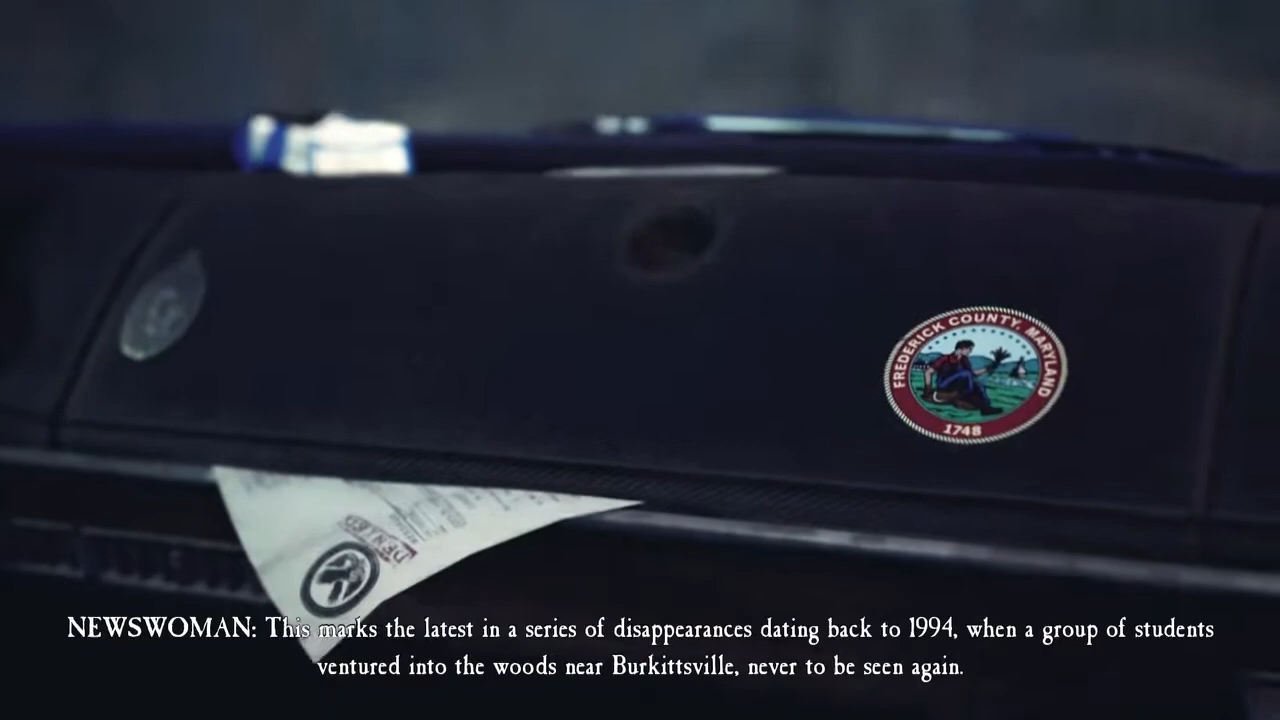 FREDERICK COUNTY, MARYLAND
1748
DENIED
NEWSWOMAN: This marks the latest in a series of disappearances dating back to 1994, when a group of students
ventured into the woods near Burkittsville, never to be seen again.